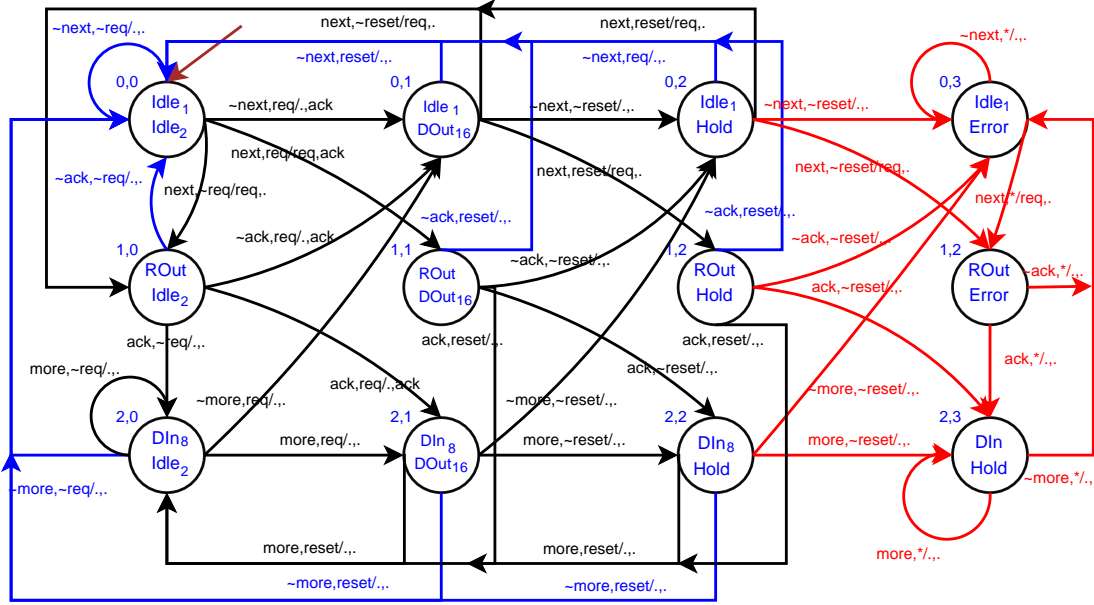 next,~reset/req,.
next,reset/req,.
~next,~req/.,.
~next,reset/.,.
~next,req/.,.
~next,*/.,.
0,0
0,1
0,2
0,3
Idle1
Idle2
~next,req/.,ack
Idle 1
DOut16
~next,~reset/.,.
Idle1
Hold
~next,~reset/.,.
Idle1
Error
next,req/req,ack
next,reset/req,.
next,~reset/req,.
~ack,~req/.,.
next,~req/req,.
next,*/req,.
~ack,reset/.,.
~ack,reset/.,.
~ack,req/.,ack
~ack,~reset/.,.
~ack,~reset/.,.
1,0
1,1
1,2
1,2
ROut
Idle2
ROut
DOut16
ROut
Hold
ROut
Error
~ack,*/.,.
ack,~reset/.,.
ack,~req/.,.
ack,reset/.,.
ack,reset/.,.
more,~req/.,.
ack,req/.,ack
ack,~reset/.,.
ack,*/.,.
~more,req/.,.
~more,~reset/.,.
~more,~reset/.,.
2,0
2,1
2,2
2,3
DIn8
Idle2
more,req/.,.
DIn 8
DOut16
more,~reset/.,.
DIn8
Hold
more,~reset/.,.
DIn
Hold
~more,~req/.,.
~more,*/.,.
more,reset/.,.
more,reset/.,.
more,*/.,.
~more,reset/.,.
~more,reset/.,.